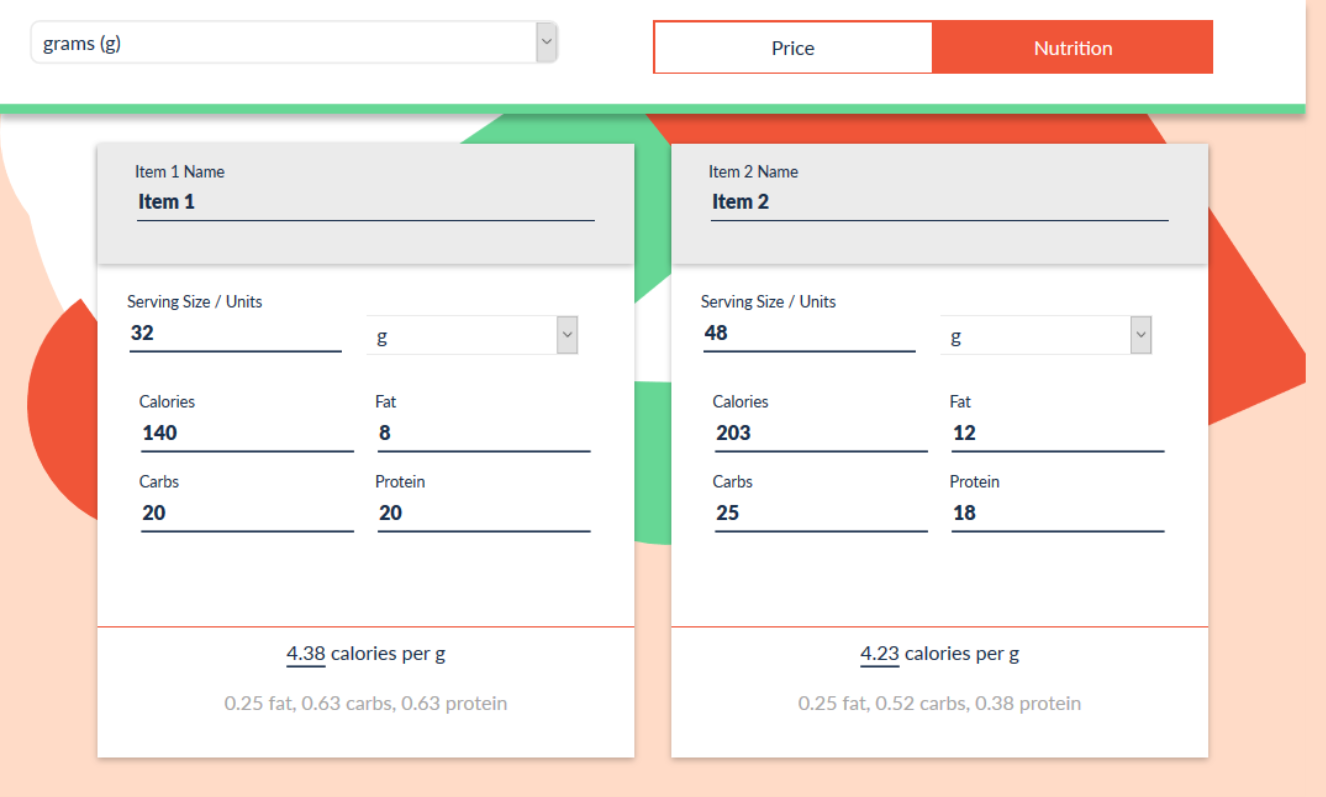 grams (g)
Price
Nutrition
Item 1 Name
Item 1
Serving Size / Units
32
g
Calories
Fat
140
8
Carbs
Protein
20
20
4.38 calories per g
0.25 fat, 0.63 carbs, 0.63 protein
Item 2 Name
Item 2
Serving Size / Units
48
g
Calories
Fat
203
12
Carbs
Protein
25
18
4.23 calories per g
0.25 fat, 0.52 carbs, 0.38 protein